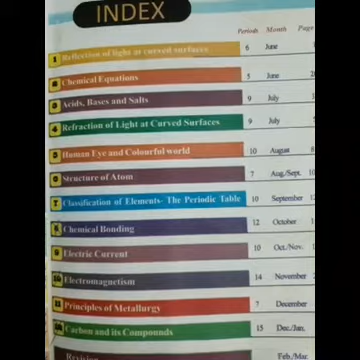 INDEX
Periods Month Page
1 Reflection of light at curved surfaces 6 June
2 Chemical Equations 5 June
3 Acids, Bases and Salts 9 July
4 Refraction of Light at Curved Surfaces 9 July
5 Human Eye and Colourful world 10 August
6 Structure of Atom 7 Aug./Sept.
7 Classification of Elements- The Periodic Table 10 September
8 Chemical Bonding 12 October
9 Electric Current 10 Oct./Nov.
10 Electromagnetism 14 November
11 Principles of Metallurgy 7 December
12 Carbon and its Compounds 15 Dec./Jan.
Revision Feb./Mar.